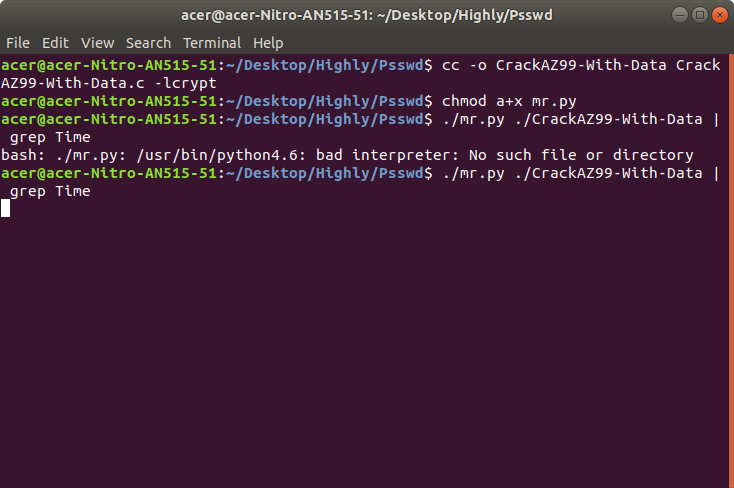 acer@acer-Nitro-AN515-51: ~/Desktop/Highly/Psswd
File Edit View Search Terminal Help
acer@acer-Nitro-AN515-51:~/Desktop/Highly/Psswd$ cc -o CrackAZ99-With-Data Crack
AZ99-With-Data.c -lcrypt
acer@acer-Nitro-AN515-51:~/Desktop/Highly/Psswd$ chmod a+x mr.py
acer@acer-Nitro-AN515-51:~/Desktop/Highly/Psswd$ ./mr.py ./CrackAZ99-With-Data |
 grep Time
bash: ./mr.py: /usr/bin/python4.6: bad interpreter: No such file or directory
acer@acer-Nitro-AN515-51:~/Desktop/Highly/Psswd$ ./mr.py ./CrackAZ99-With-Data |
 grep Time